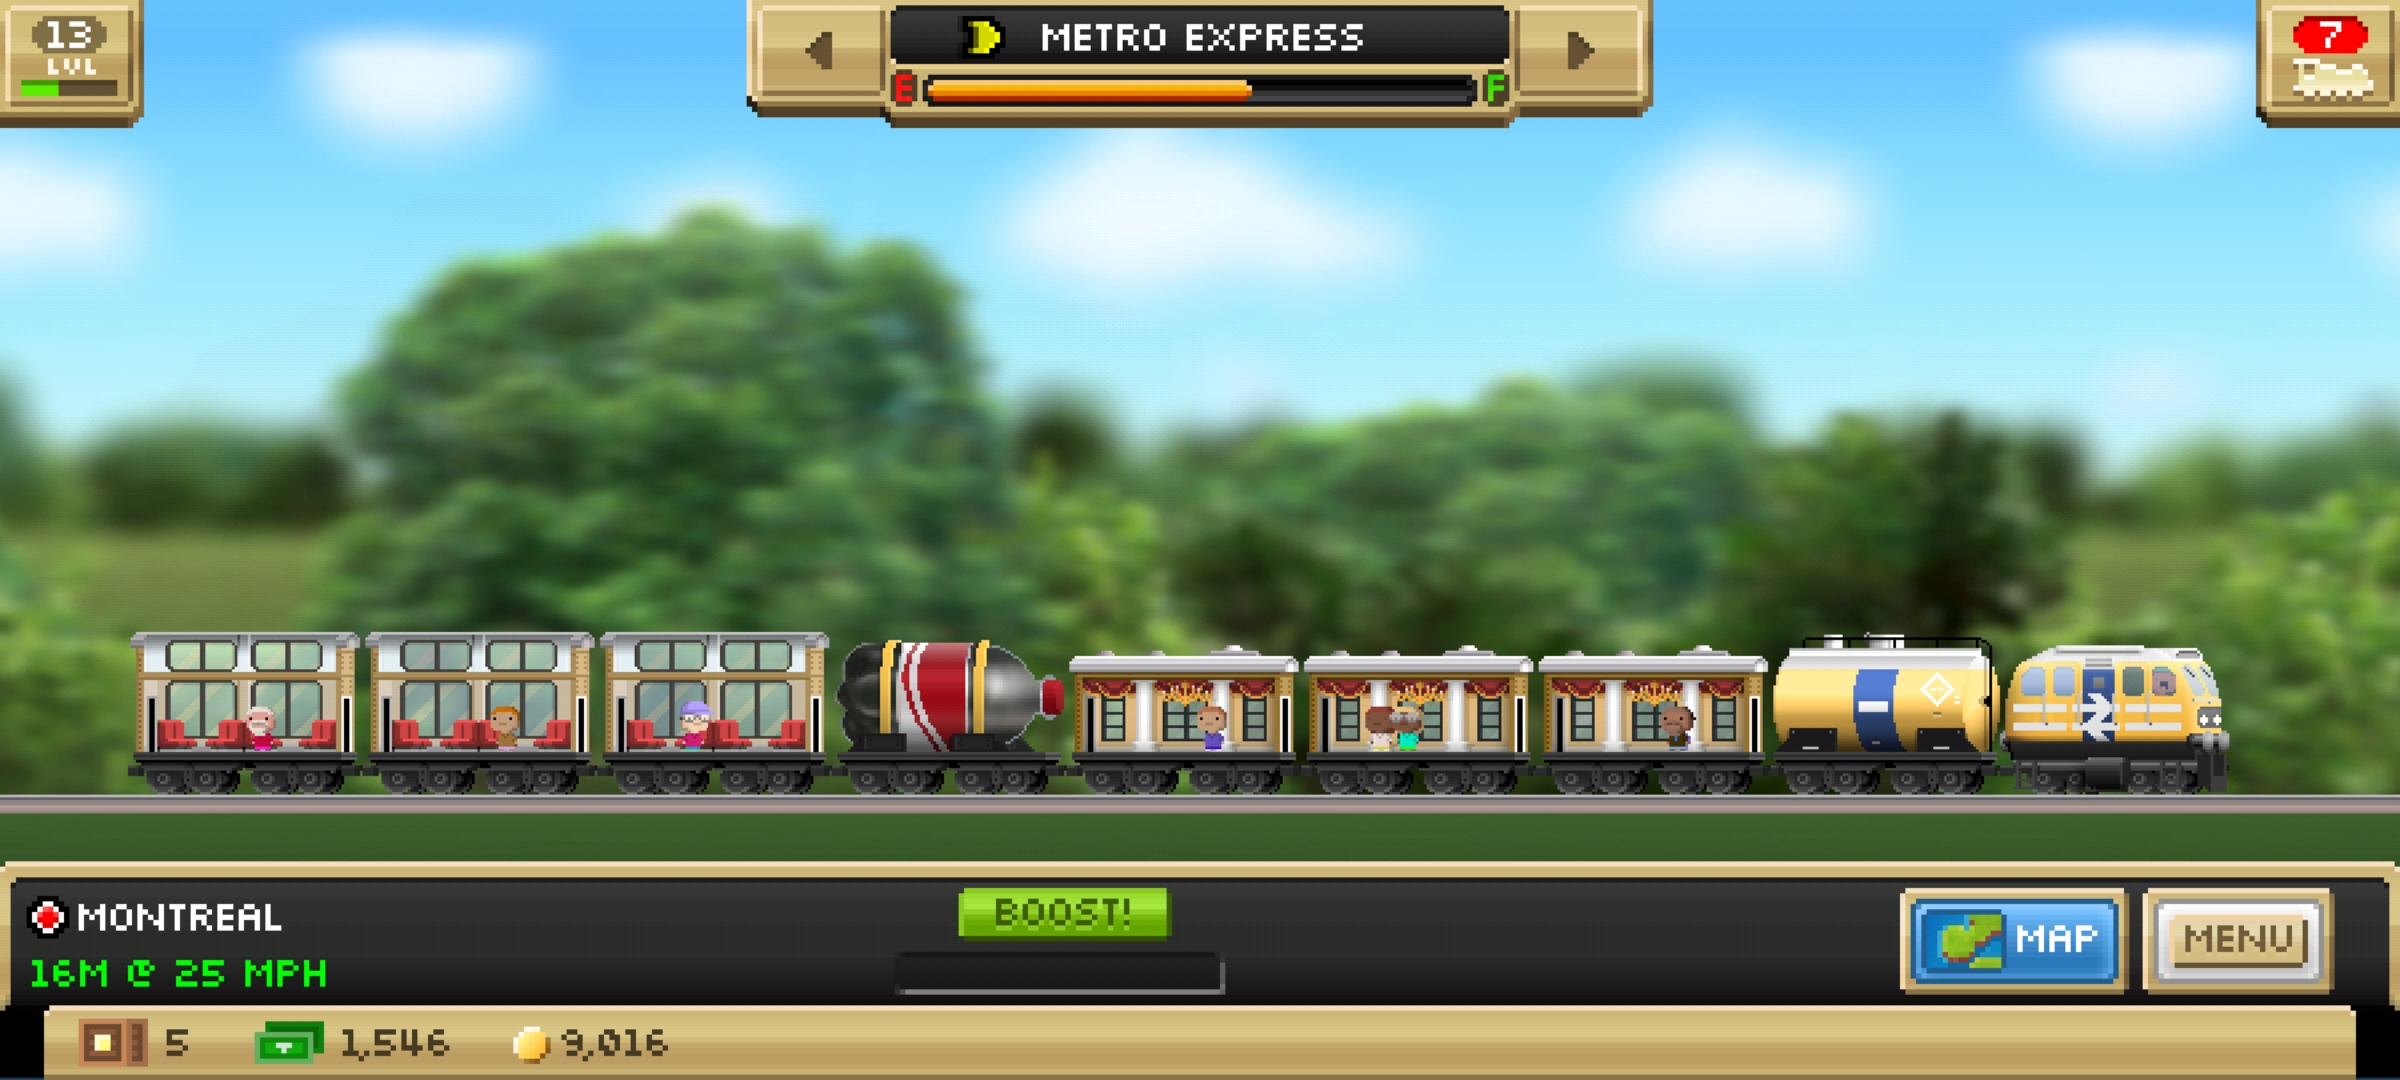 13
LVL
METRO EXPRESS
E F
7
MONTREAL
16M @ 25 MPH
BOOST!
MAP
MENU
5 1,546 9,016